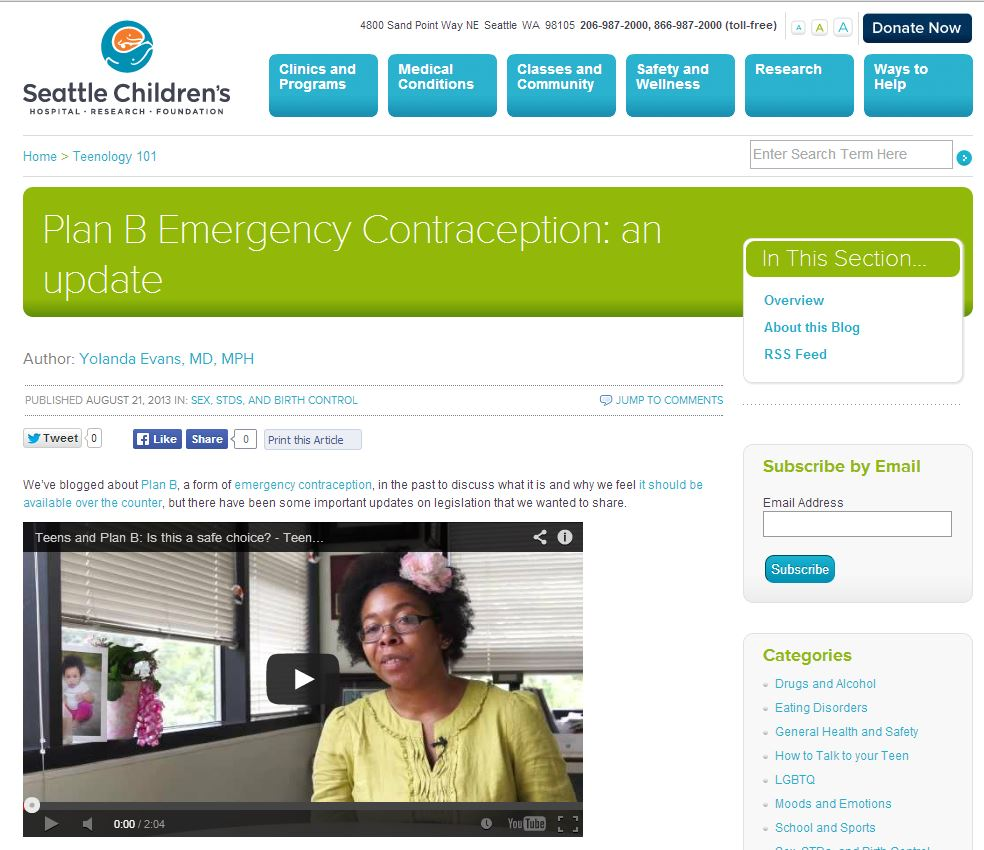 4800 Sand Point Way NE Seattle WA 98105 206-987-2000, 866-987-2000 (toll-free)
A A A
Donate Now
Seattle Children's
HOSPITAL · RESEARCH · FOUNDATION
Clinics and
Programs
Medical
Conditions
Classes and
Community
Safety and
Wellness
Research
Ways to
Help
Home > Teenology 101
Enter Search Term Here
Plan B Emergency Contraception: an
update
In This Section...
Overview
About this Blog
RSS Feed
Author: Yolanda Evans, MD, MPH
PUBLISHED AUGUST 21, 2013 IN: SEX, STDS, AND BIRTH CONTROL
JUMP TO COMMENTS
Tweet 0
Like Share 0
Print this Article
We've blogged about Plan B, a form of emergency contraception, in the past to discuss what it is and why we feel it should be
available over the counter, but there have been some important updates on legislation that we wanted to share.
Teens and Plan B: Is this a safe choice? - Teen...
0:00 / 2:04
YouTube
Subscribe by Email
Email Address
Subscribe
Categories
Drugs and Alcohol
Eating Disorders
General Health and Safety
How to Talk to your Teen
LGBTQ
Moods and Emotions
School and Sports